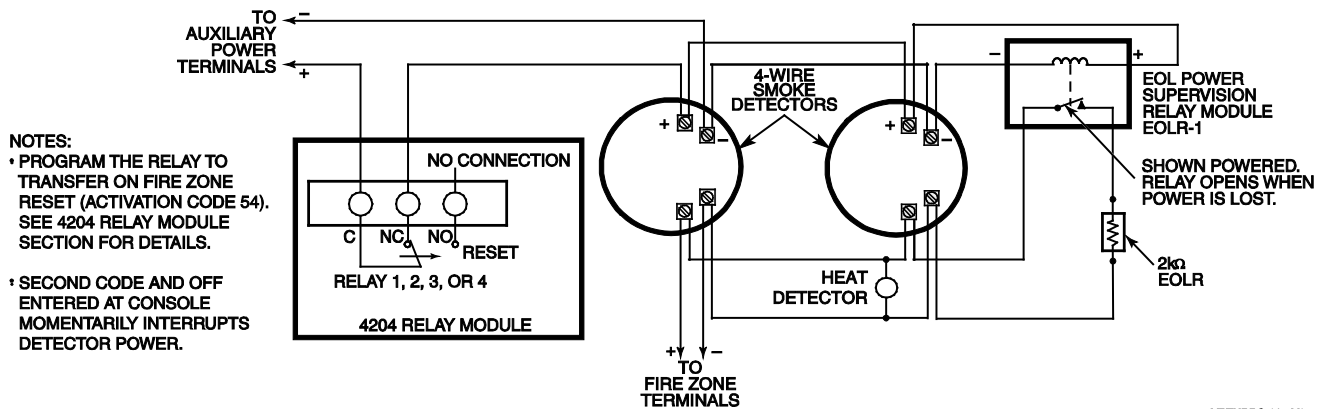 TO
AUXILIARY
POWER
TERMINALS
−
+
4-WIRE
SMOKE
DETECTORS
+
−
+
−
−
+
EOL POWER
SUPERVISION
RELAY MODULE
EOLR-1
SHOWN POWERED.
RELAY OPENS WHEN
POWER IS LOST.
NOTES:
• PROGRAM THE RELAY TO
TRANSFER ON FIRE ZONE
RESET (ACTIVATION CODE 54).
SEE 4204 RELAY MODULE
SECTION FOR DETAILS.
• SECOND CODE AND OFF
ENTERED AT CONSOLE
MOMENTARILY INTERRUPTS
DETECTOR POWER.
NO CONNECTION
C
NC
NO
RESET
RELAY 1, 2, 3, OR 4
4204 RELAY MODULE
HEAT
DETECTOR
2kΩ
EOLR
+
−
TO
FIRE ZONE
TERMINALS